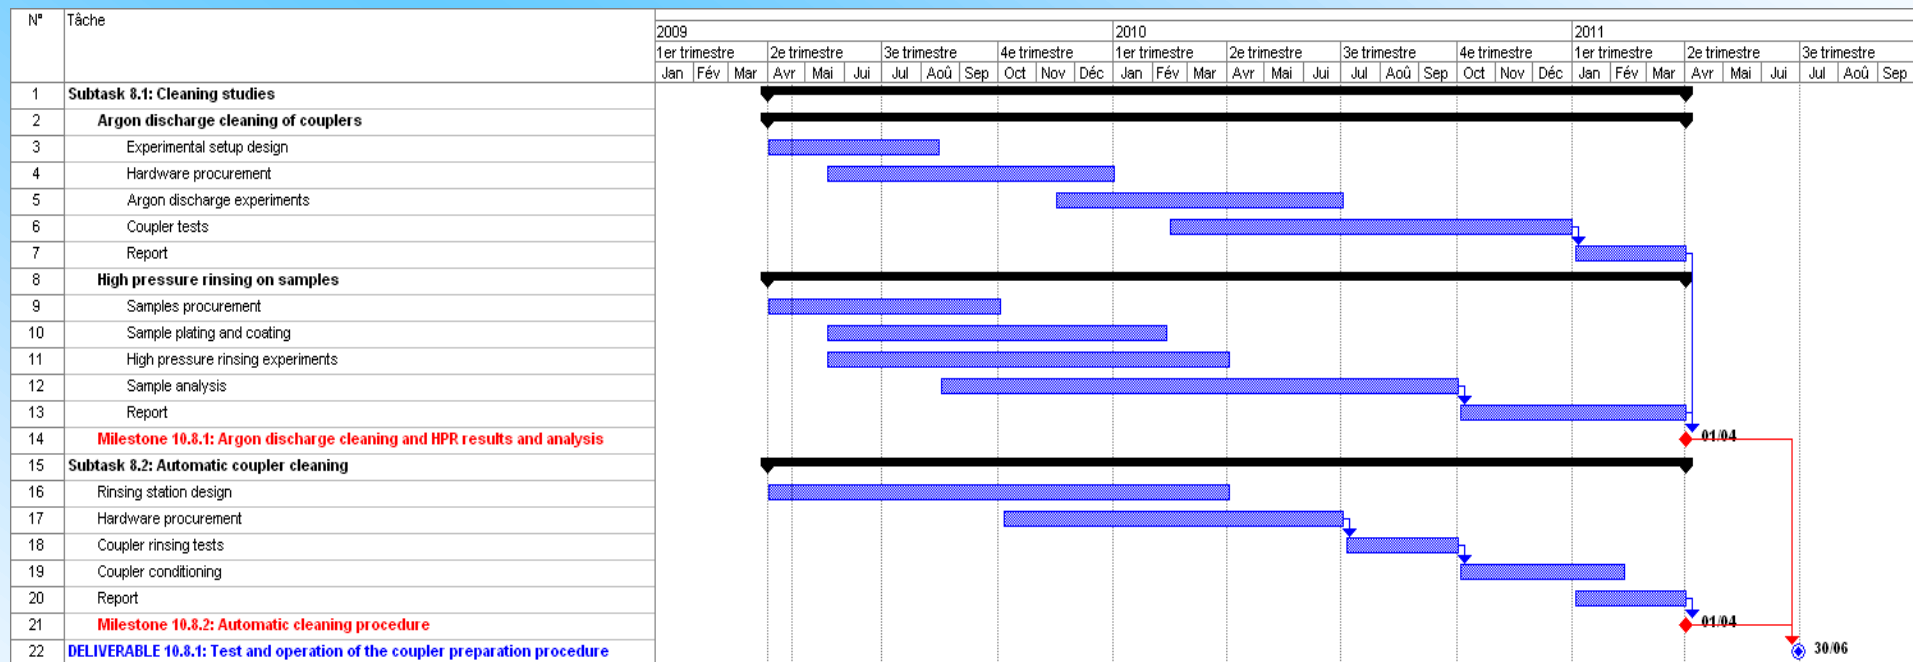 N° Tâche
2009 2010 2011
1er trimestre 2e trimestre 3e trimestre 4e trimestre 1er trimestre 2e trimestre 3e trimestre 4e trimestre 1er trimestre 2e trimestre 3e trimestre
Jan Fév Mar Avr Mai Jui Jul Aoû Sep Oct Nov Déc Jan Fév Mar Avr Mai Jui Jul Aoû Sep Oct Nov Déc Jan Fév Mar Avr Mai Jui Jul Aoû Sep
1 Subtask 8.1: Cleaning studies
2 Argon discharge cleaning of couplers
3 Experimental setup design
4 Hardware procurement
5 Argon discharge experiments
6 Coupler tests
7 Report
8 High pressure rinsing on samples
9 Samples procurement
10 Sample plating and coating
11 High pressure rinsing experiments
12 Sample analysis
13 Report
14 Milestone 10.8.1: Argon discharge cleaning and HPR results and analysis 01/04
15 Subtask 8.2: Automatic coupler cleaning
16 Rinsing station design
17 Hardware procurement
18 Coupler rinsing tests
19 Coupler conditioning
20 Report
21 Milestone 10.8.2: Automatic cleaning procedure 01/04
22 DELIVERABLE 10.8.1: Test and operation of the coupler preparation procedure 30/06